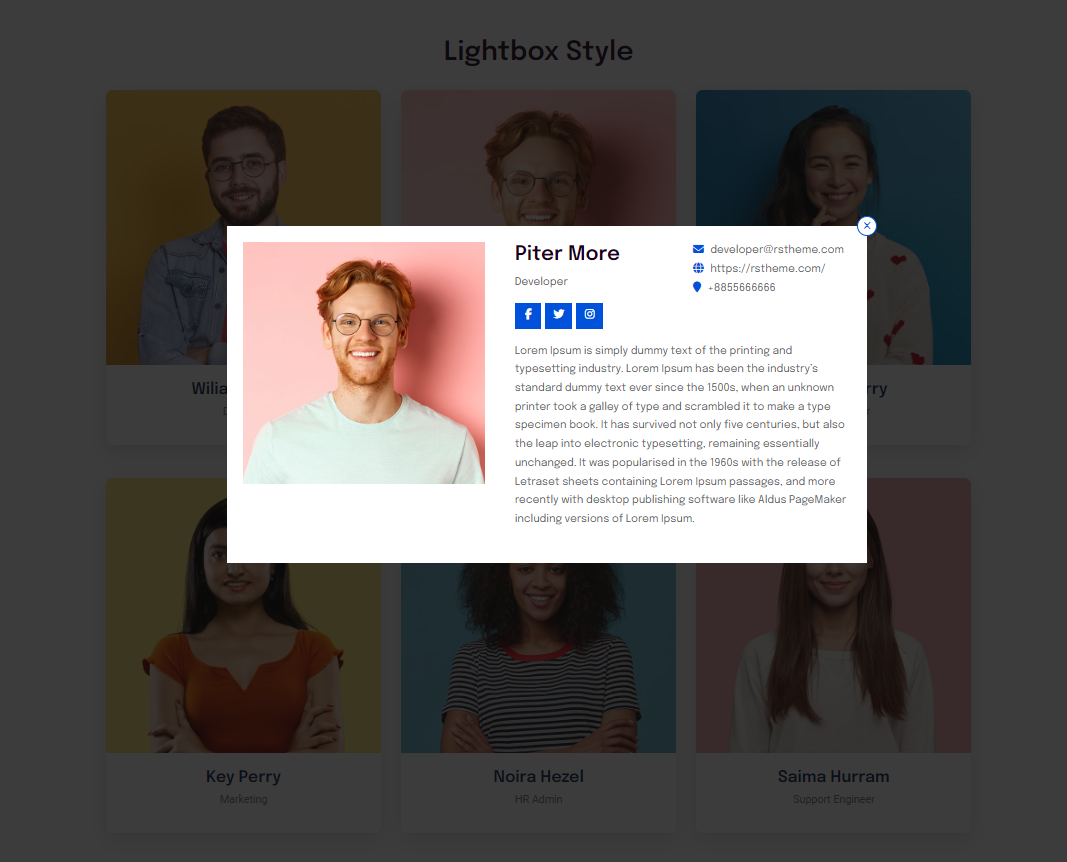 Lightbox Style
Piter More
Developer
developer@rstheme.com
https://rstheme.com/
+8855666666
Lorem Ipsum is simply dummy text of the printing and
typesetting industry. Lorem Ipsum has been the industry's
standard dummy text ever since the 1500s, when an unknown
printer took a galley of type and scrambled it to make a type
specimen book. It has survived not only five centuries, but also
the leap into electronic typesetting, remaining essentially
unchanged. It was popularised in the 1960s with the release of
Letraset sheets containing Lorem Ipsum passages, and more
recently with desktop publishing software like Aldus PageMaker
including versions of Lorem Ipsum.
Key Perry
Marketing
Noira Hezel
HR Admin
Saima Hurram
Support Engineer